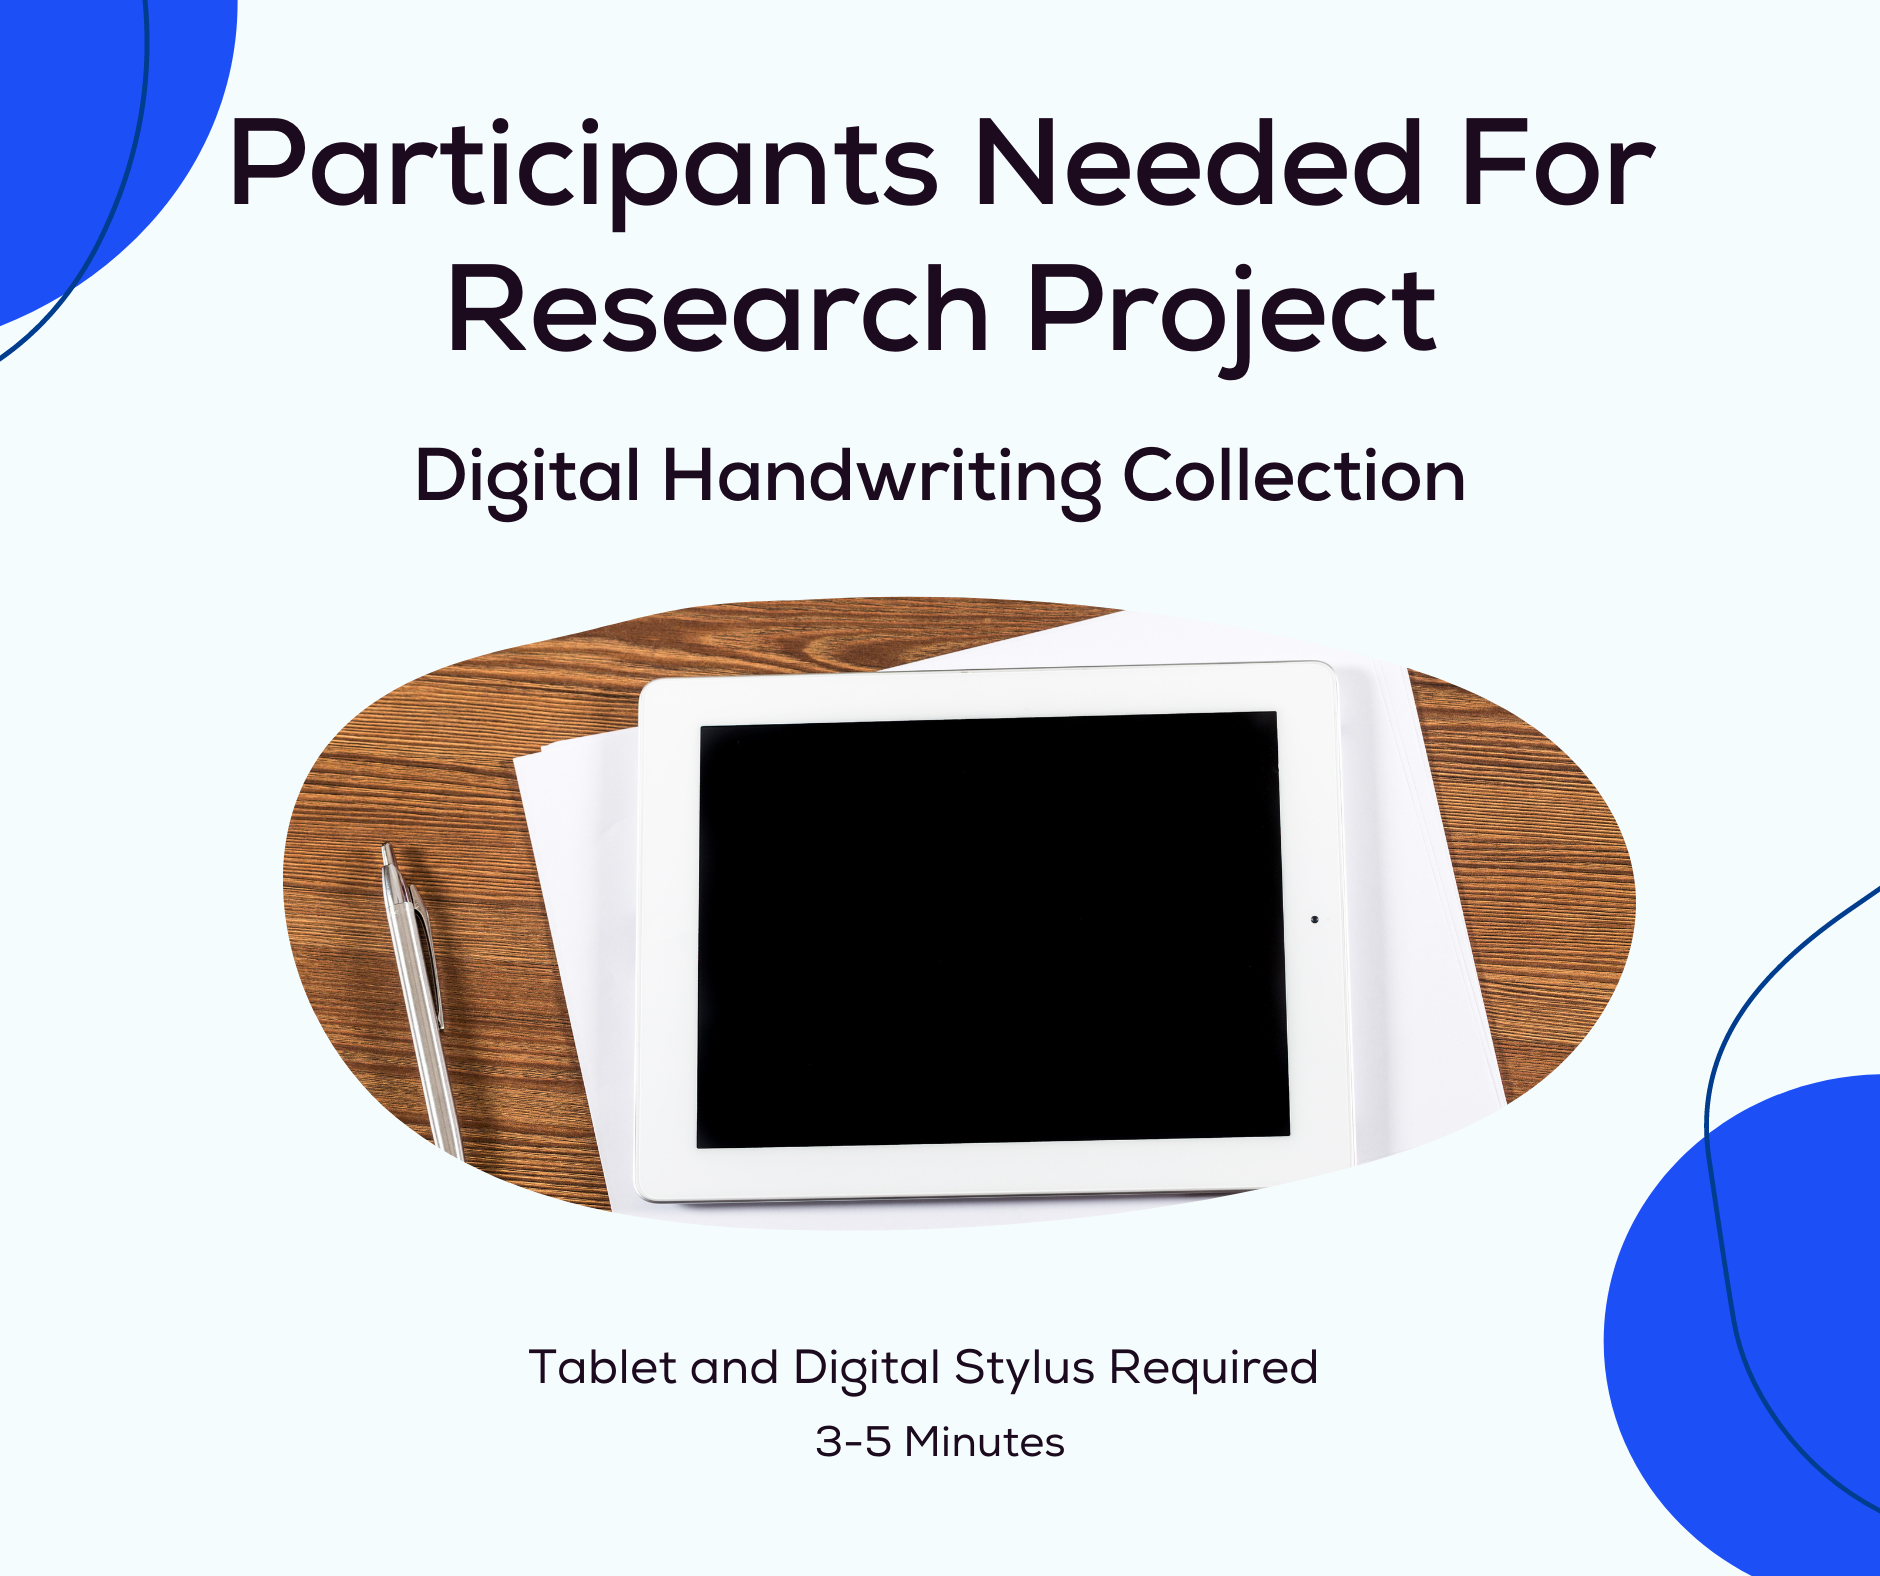 Participants Needed For
Research Project
Digital Handwriting Collection
Tablet and Digital Stylus Required
3-5 Minutes